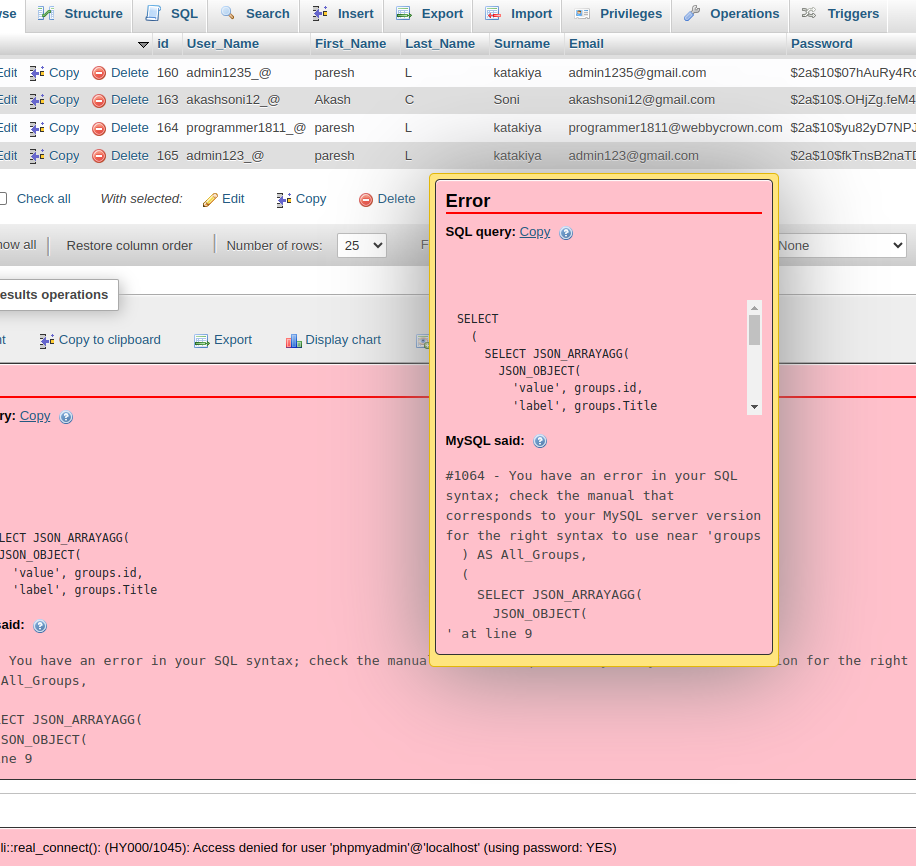 se Structure SQL Search Insert Export Import Privileges Operations Triggers
id User_Name First_Name Last_Name Surname Email Password
Edit Copy Delete 160 admin1235_@ paresh L katakiya admin1235@gmail.com $2a$10$07hAuRy4Rc
Edit Copy Delete 163 akashsoni12_@ Akash C Soni akashsoni12@gmail.com $2a$10$.OHjZg.feM4
Edit Copy Delete 164 programmer1811_@ paresh L katakiya programmer1811@webbycrown.com $2a$10$yu82yD7NPJ
Edit Copy Delete 165 admin123_@ paresh L katakiya admin123@gmail.com $2a$10$fkTnsB2naTD
Check all With selected: Edit Copy Delete
ow all Restore column order Number of rows: 25 F None
esults operations
t Copy to clipboard Export Display chart
Error
SQL query: Copy
SELECT
(
SELECT JSON_ARRAYAGG(
JSON_OBJECT(
'value', groups.id,
'label', groups.Title
MySQL said:
#1064 - You have an error in your SQL
syntax; check the manual that
corresponds to your MySQL server version
for the right syntax to use near 'groups
) AS All_Groups,
(
SELECT JSON_ARRAYAGG(
JSON_OBJECT(
' at line 9
ry: Copy
LECT JSON_ARRAYAGG(
JSON_OBJECT(
'value', groups.id,
'label', groups.Title
said:
You have an error in your SQL syntax; check the manua on for the right
All_Groups,
ECT JSON_ARRAYAGG(
SON_OBJECT(
ne 9
li::real_connect(): (HY000/1045): Access denied for user 'phpmyadmin'@'localhost' (using password: YES)